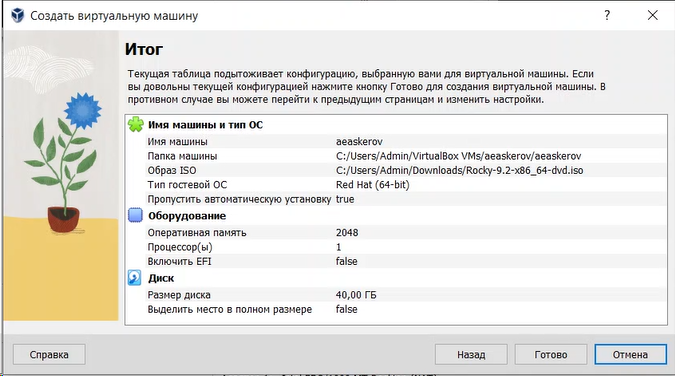 Создать виртуальную машину
Итог
Текущая таблица подытоживает конфигурацию, выбранную вами для виртуальной машины. Если
вы довольны текущей конфигурацией нажмите кнопку Готово для создания виртуальной машины. В
противном случае вы можете перейти к предыдущим страницам и изменить настройки.
Имя машины и тип ОС
Имя машины aeaskerov
Папка машины C:/Users/Admin/VirtualBox VMs/aeaskerov/aeaskerov
Образ ISO C:/Users/Admin/Downloads/Rocky-9.2-x86_64-dvd.iso
Тип гостевой ОС Red Hat (64-bit)
Пропустить автоматическую установку true
Оборудование
Оперативная память 2048
Процессор(ы) 1
Включить EFI false
Диск
Размер диска 40,00 ГБ
Выделить место в полном размере false
Справка Назад Готово Отмена